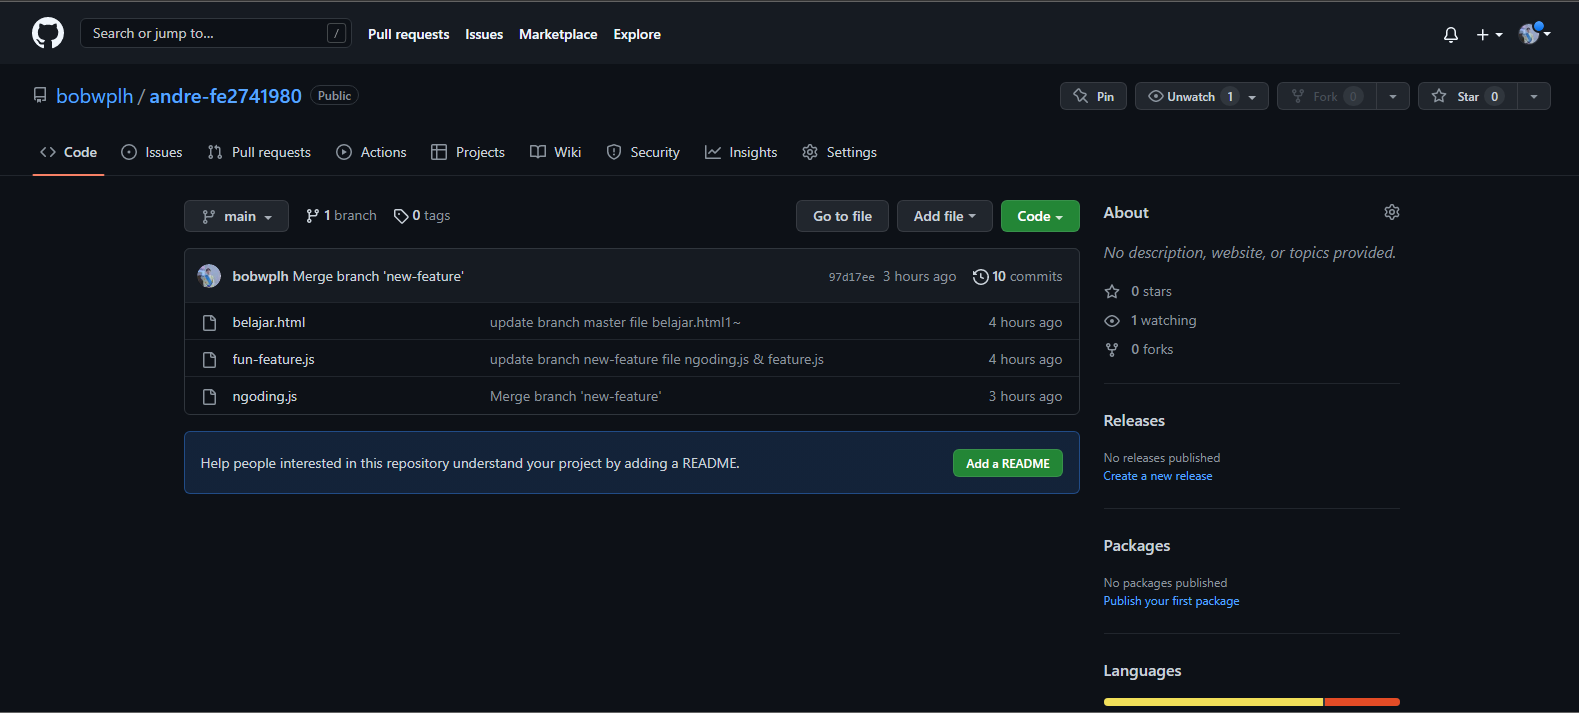 Search or jump to... /
Pull requests Issues Marketplace Explore
bobwplh / andre-fe2741980 Public
Pin Unwatch 1 Fork 0 Star 0
Code Issues Pull requests Actions Projects Wiki Security Insights Settings
main 1 branch 0 tags
Go to file Add file Code
bobwplh Merge branch 'new-feature' 97d17ee 3 hours ago 10 commits
belajar.html update branch master file belajar.html1~ 4 hours ago
fun-feature.js update branch new-feature file ngoding.js & feature.js 4 hours ago
ngoding.js Merge branch 'new-feature' 3 hours ago
Help people interested in this repository understand your project by adding a README. Add a README
About
No description, website, or topics provided.
0 stars
1 watching
0 forks
Releases
No releases published
Create a new release
Packages
No packages published
Publish your first package
Languages